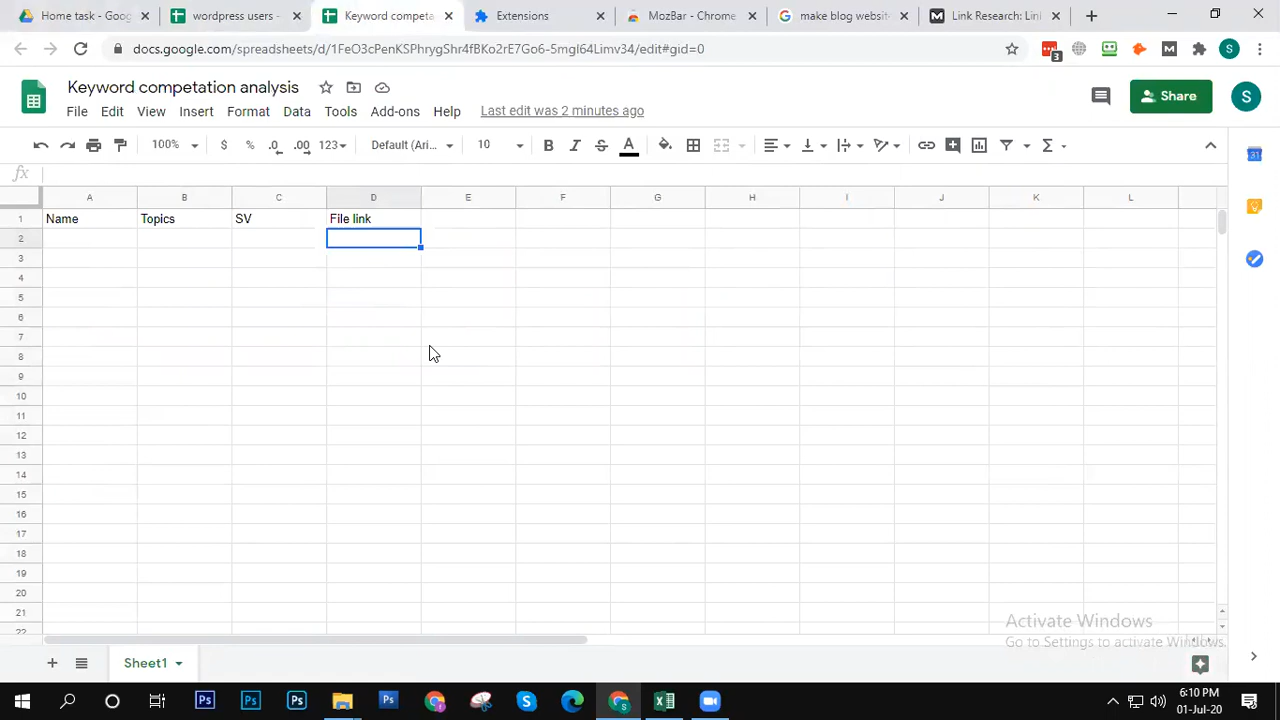 Home task - Goog
wordpress users -
Keyword competa
Extensions
MozBar - Chrom
make blog websit
Link Research: Lin
docs.google.com/spreadsheets/d/1FeO3cPenKSPhrygShr4fBKo2rE7Go6-5mgI64Limv34/edit#gid=0
3
S
Keyword competation analysis
File Edit View Insert Format Data Tools Add-ons Help Last edit was 2 minutes ago
Share
S
100% $ % .0 .00 123 Default (Ari... 10 B I S A
fx
A B C D E F G H I J K L
1 Name Topics SV File link
2
3
4
5
6
7
8
9
10
11
12
13
14
15
16
17
18
19
20
21
22
Activate Windows
Go to Settings to activate Windows.
Sheet1
6:10 PM
01-Jul-20